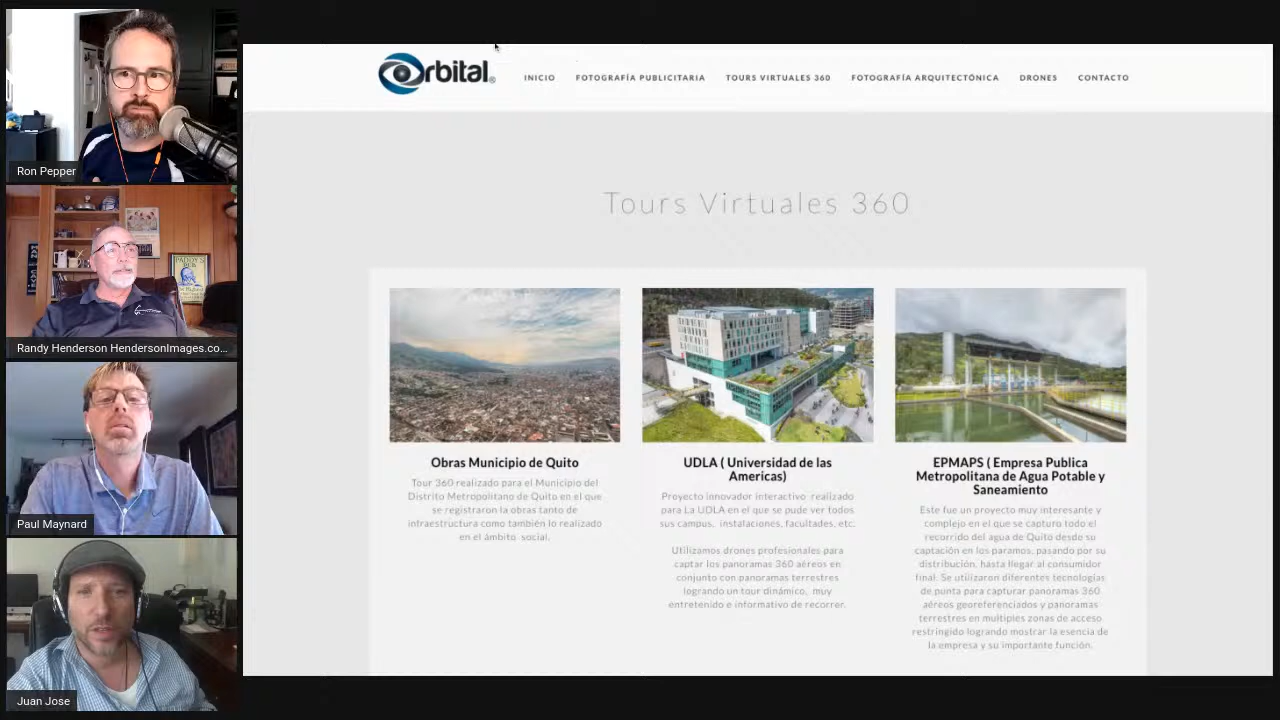 Orbital®
INICIO
FOTOGRAFÍA PUBLICITARIA
TOURS VIRTUALES 360
FOTOGRAFÍA ARQUITECTÓNICA
DRONES
CONTACTO
Ron Pepper
Randy Henderson HendersonImages.co...
PADDY'S
Paul Maynard
Juan Jose
Tours Virtuales 360
Obras Municipio de Quito
Tour 360 realizado para el Municipio del
Distrito Metropolitano de Quito en el que
se registraron la obras tanto de
infraestructura como también lo realizado
en el ámbito social.
UDLA ( Universidad de las
Americas)
Proyecto innovador interactivo realizado
para La UDLA en el que se pude ver todos
sus campus, instalaciones, facultades, etc.
Utilizamos drones profesionales para
captar los panoramas 360 aéreos en
conjunto con panoramas terrestres
logrando un tour dinámico, muy
entretenido e informativo de recorrer.
EPMAPS ( Empresa Publica
Metropolitana de Agua Potable y
Saneamiento
Este fue un proyecto muy interesante y
complejo en el que se capturo todo el
recorrido del agua de Quito desde su
captación en los paramos, pasando por su
distribución, hasta llegar al consumidor
final. Se utilizaron diferentes tecnologías
de punta para capturar panoramas 360
aéreos georeferenciados y panoramas
terrestres en multiples zonas de acceso
restringido logrando mostrar la esencia de
la empresa y su importante función.